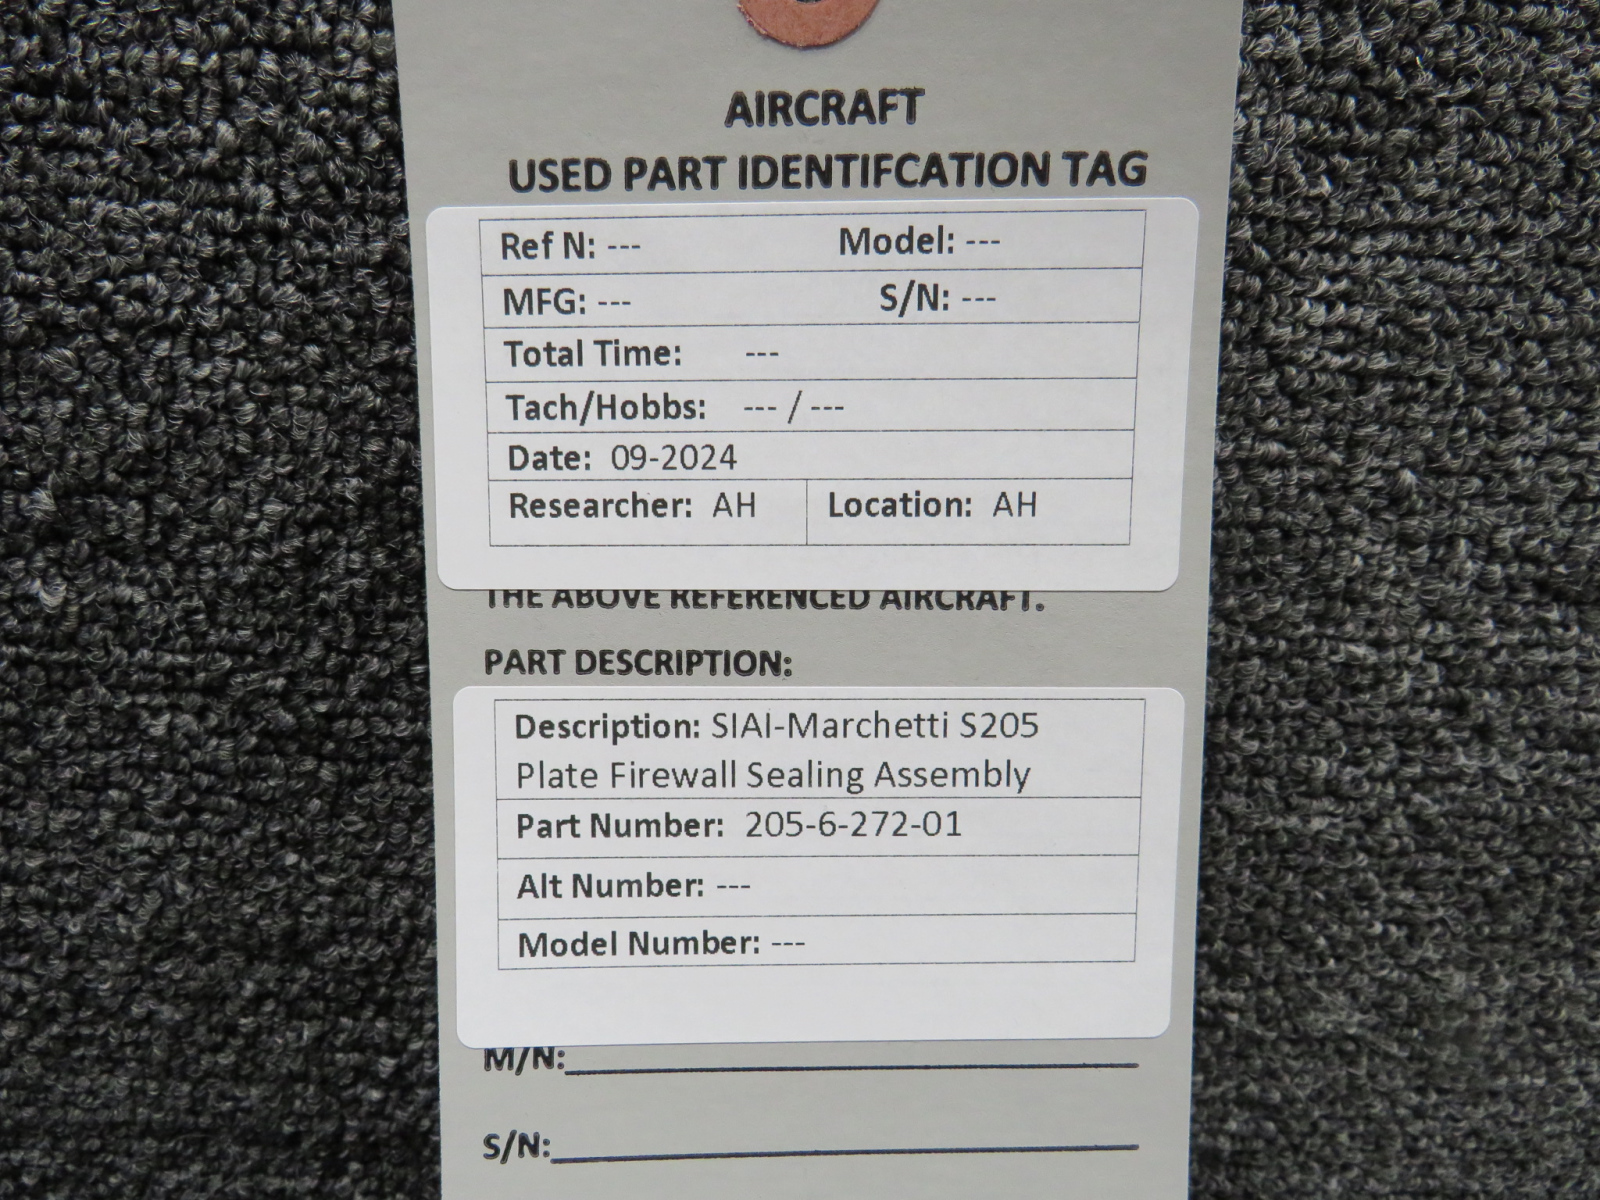 AIRCRAFT
USED PART IDENTIFCATION TAG
Ref N: --- Model: ---
MFG: --- S/N: ---
Total Time: ---
Tach/Hobbs: --- / ---
Date: 09-2024
Researcher: AH Location: AH
THE ABOVE REFERENCED AIRCRAFT.
PART DESCRIPTION:
Description: SIAI-Marchetti S205
Plate Firewall Sealing Assembly
Part Number: 205-6-272-01
Alt Number: ---
Model Number: ---
M/N:
S/N: